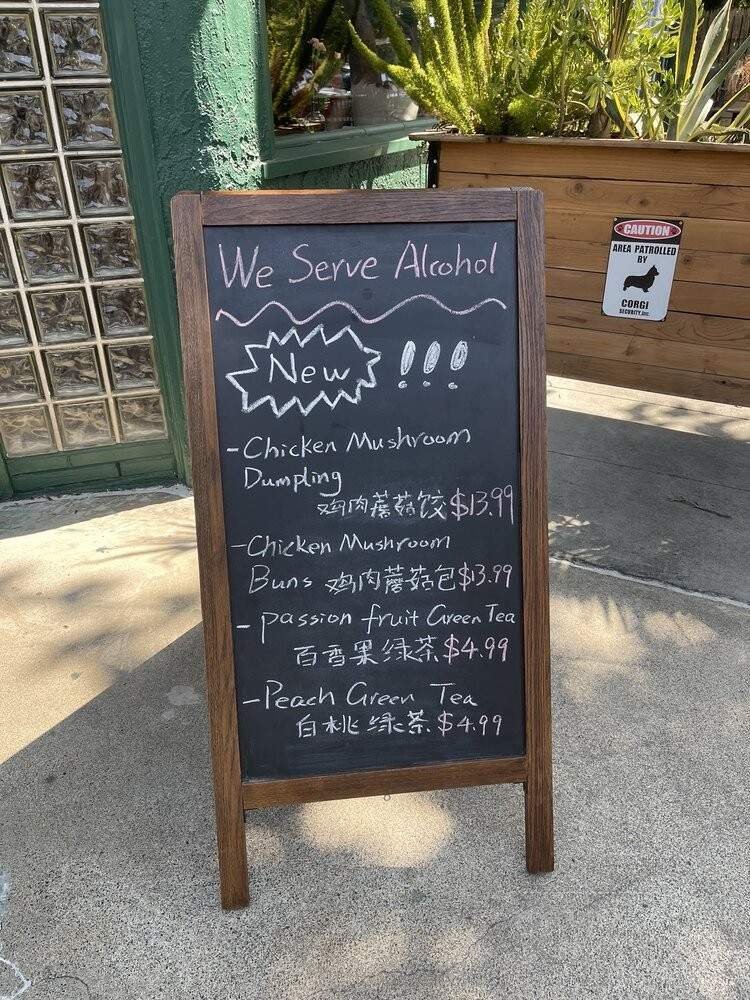 We Serve Alcohol
New !!!
- Chicken Mushroom
Dumpling
鸡肉蘑菇饺 $13.99
- Chicken Mushroom
Buns 鸡肉蘑菇包 $13.99
- passion fruit Green Tea
百香果绿茶 $4.99
- Peach Green Tea
白桃绿茶 $4.99
CAUTION
AREA PATROLLED
BY
CORGI
SECURITY, INC.